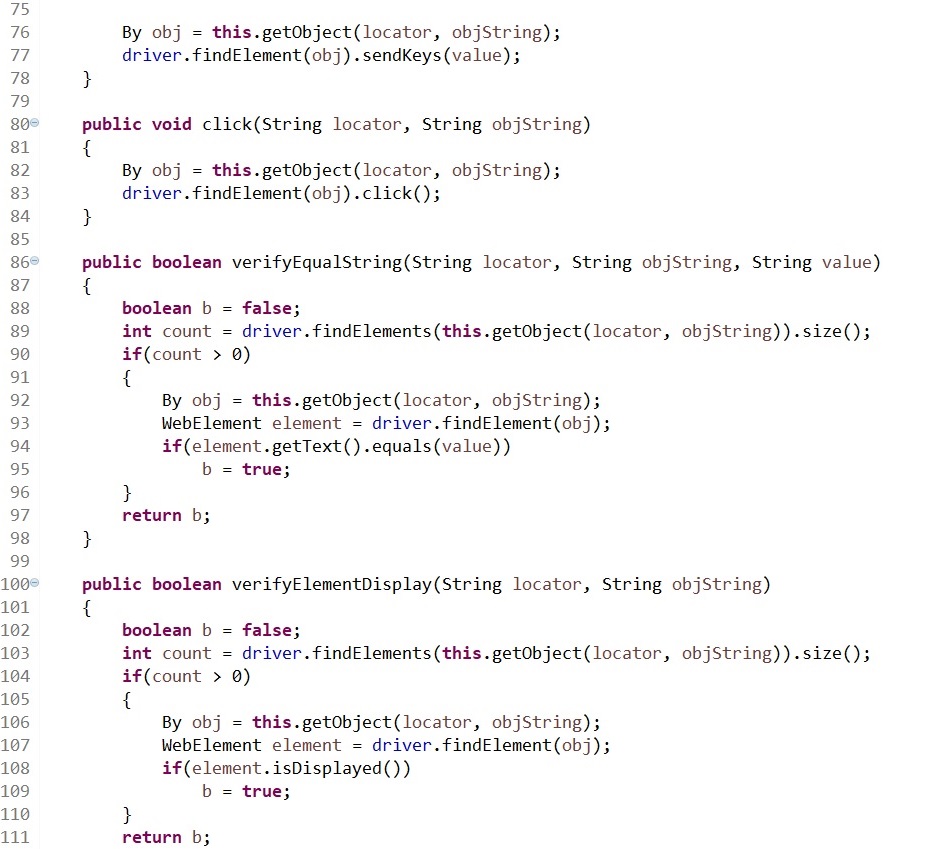 75
76 By obj = this.getObject(locator, objString);
77 driver.findElement(obj).sendKeys(value);
78 }
79
80 public void click(String locator, String objString)
81 {
82 By obj = this.getObject(locator, objString);
83 driver.findElement(obj).click();
84 }
85
86 public boolean verifyEqualString(String locator, String objString, String value)
87 {
88 boolean b = false;
89 int count = driver.findElements(this.getObject(locator, objString)).size();
90 if(count > 0)
91 {
92 By obj = this.getObject(locator, objString);
93 WebElement element = driver.findElement(obj);
94 if(element.getText().equals(value))
95 b = true;
96 }
97 return b;
98 }
99
100 public boolean verifyElementDisplay(String locator, String objString)
101 {
102 boolean b = false;
103 int count = driver.findElements(this.getObject(locator, objString)).size();
104 if(count > 0)
105 {
106 By obj = this.getObject(locator, objString);
107 WebElement element = driver.findElement(obj);
108 if(element.isDisplayed())
109 b = true;
110 }
111 return b;